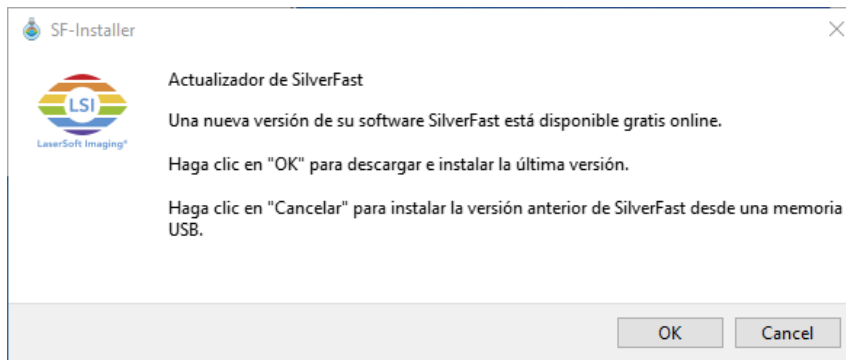 SF-Installer
LSI
LaserSoft Imaging®
Actualizador de SilverFast
Una nueva versión de su software SilverFast está disponible gratis online.
Haga clic en "OK" para descargar e instalar la última versión.
Haga clic en "Cancelar" para instalar la versión anterior de SilverFast desde una memoria
USB.
OK
Cancel